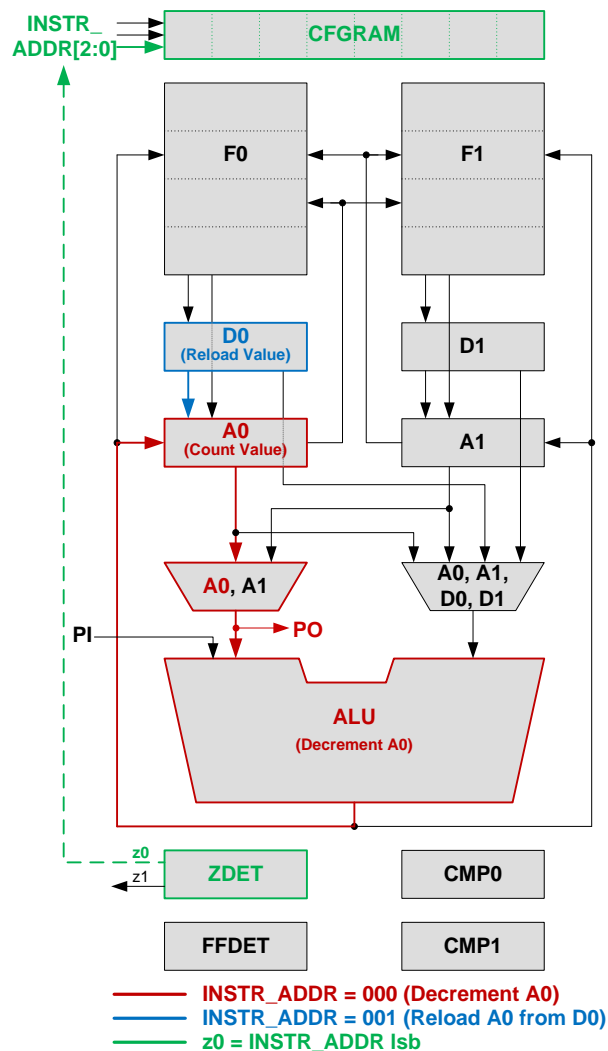 INSTR_
ADDR[2:0]
CFGRAM
F0
F1
D0
(Reload Value)
D1
A0
(Count Value)
A1
A0, A1
A0, A1,
D0, D1
PI
PO
ALU
(Decrement A0)
z0
z1
ZDET
CMP0
FFDET
CMP1
INSTR_ADDR = 000 (Decrement A0)
INSTR_ADDR = 001 (Reload A0 from D0)
z0 = INSTR_ADDR lsb